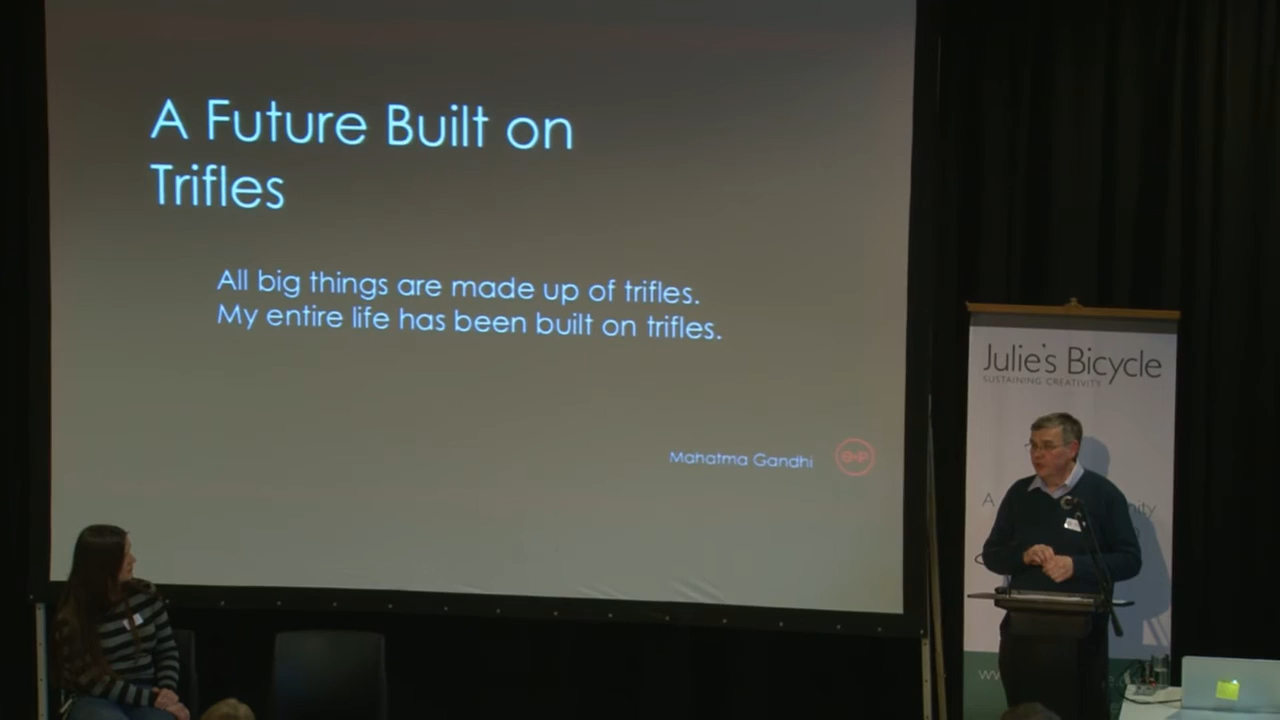 A Future Built on
Trifles
All big things are made up of trifles.
My entire life has been built on trifles.
Mahatma Gandhi
Julie's Bicycle
SUSTAINING CREATIVITY
A